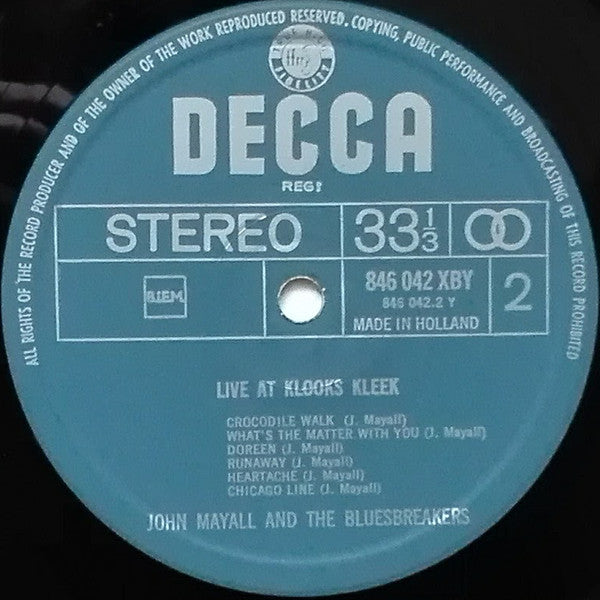 ALL RIGHTS OF THE RECORD PRODUCER AND OF THE OWNER OF THE WORK REPRODUCED RESERVED. COPYING, PUBLIC PERFORMANCE AND BROADCASTING OF THIS RECORD PROHIBITED
DECCA
REG!
STEREO 33 1/3
B.I.E.M. 846 042 XBY 2
846 042.2 Y
MADE IN HOLLAND
LIVE AT KLOOKS KLEEK
CROCODILE WALK (J. Mayall)
WHAT'S THE MATTER WITH YOU (J. Mayall)
DOREEN (J. Mayall)
RUNAWAY (J. Mayall)
HEARTACHE (J. Mayall)
CHICAGO LINE (J. Mayall)
JOHN MAYALL AND THE BLUESBREAKERS